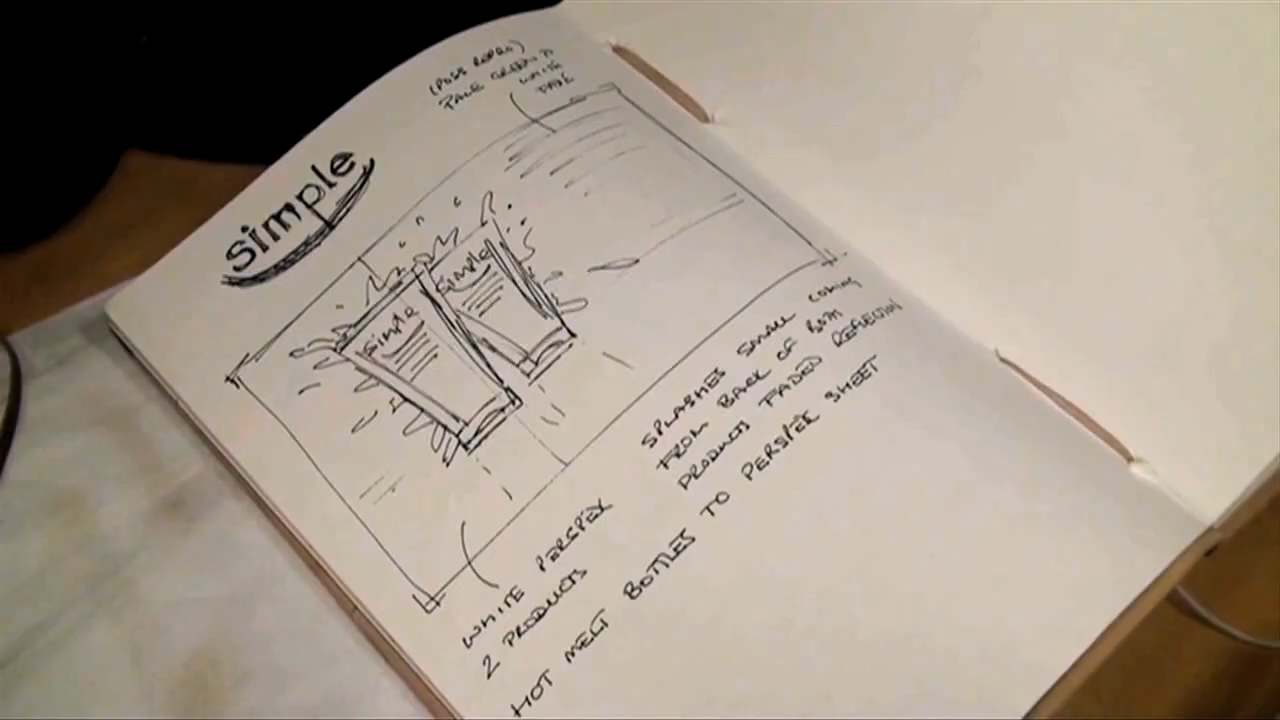 (POSS REPRO)
PALE GREEN
WHITE
FADE
simple
simple
simple
SPLASHES SMALL COMING
FROM BACK OF BOTH
PRODUCTS FADED REFLECTION
WHITE PERSPEX
2 PRODUCTS
HOT MELT BOTTLES TO PERSPEX SHEET